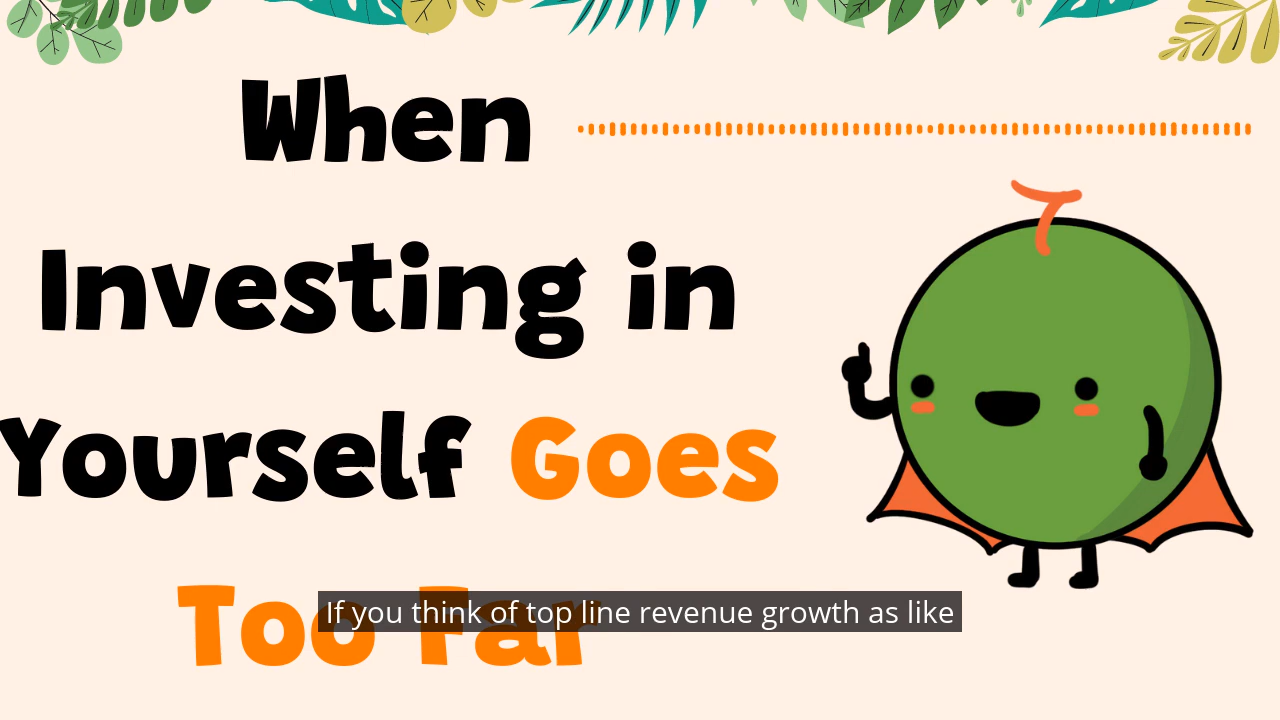 When
Investing in
Yourself Goes
Too Far
If you think of top line revenue growth as like